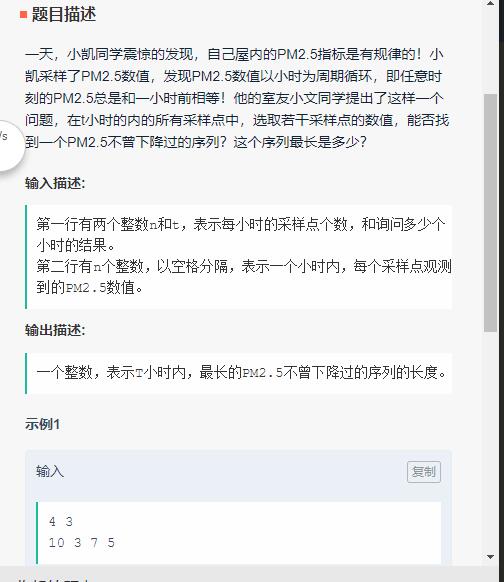 题目描述
一天，小凯同学震惊的发现，自己屋内的PM2.5指标是有规律的！小
凯采样了PM2.5数值，发现PM2.5数值以小时为周期循环，即任意时
刻的PM2.5总是和一小时前相等！他的室友小文同学提出了这样一个
问题，在t小时的内的所有采样点中，选取若干采样点的数值，能否找
到一个PM2.5不曾下降过的序列？这个序列最长是多少？
/s
输入描述:
第一行有两个整数n和t，表示每小时的采样点个数，和询问多少个
小时的结果。
第二行有n个整数，以空格分隔，表示一个小时内，每个采样点观测
到的PM2.5数值。
输出描述:
一个整数，表示T小时内，最长的PM2.5不曾下降过的序列的长度。
示例1
输入
复制
4 3
10 3 7 5